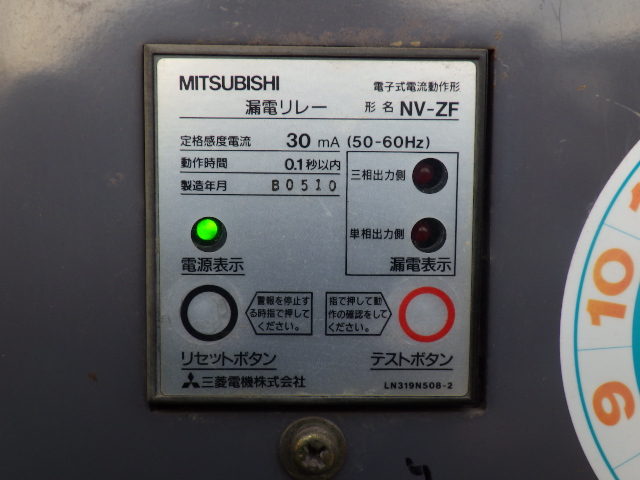 MITSUBISHI
電子式電流動作形
漏電リレー 形名 NV-ZF
定格感度電流 30 mA (50-60Hz)
動作時間 0.1秒以内
製造年月 B0510
三相出力側
単相出力側
電源表示
漏電表示
警報を停止す
る時指で押して
ください。
指で押して動
作の確認をして
ください。
リセットボタン
テストボタン
三菱電機株式会社
LN319N508-2
10
9